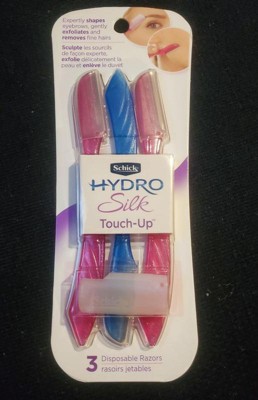 Expertly shapes
eyebrows, gently
exfoliates and
removes fine hairs
Sculpte les sourcils
de façon experte,
exfolie délicatement la
peau et enlève le duvet
Schick
HYDRO
Silk
Touch-Up™
3 Disposable Razors
rasoirs jetables